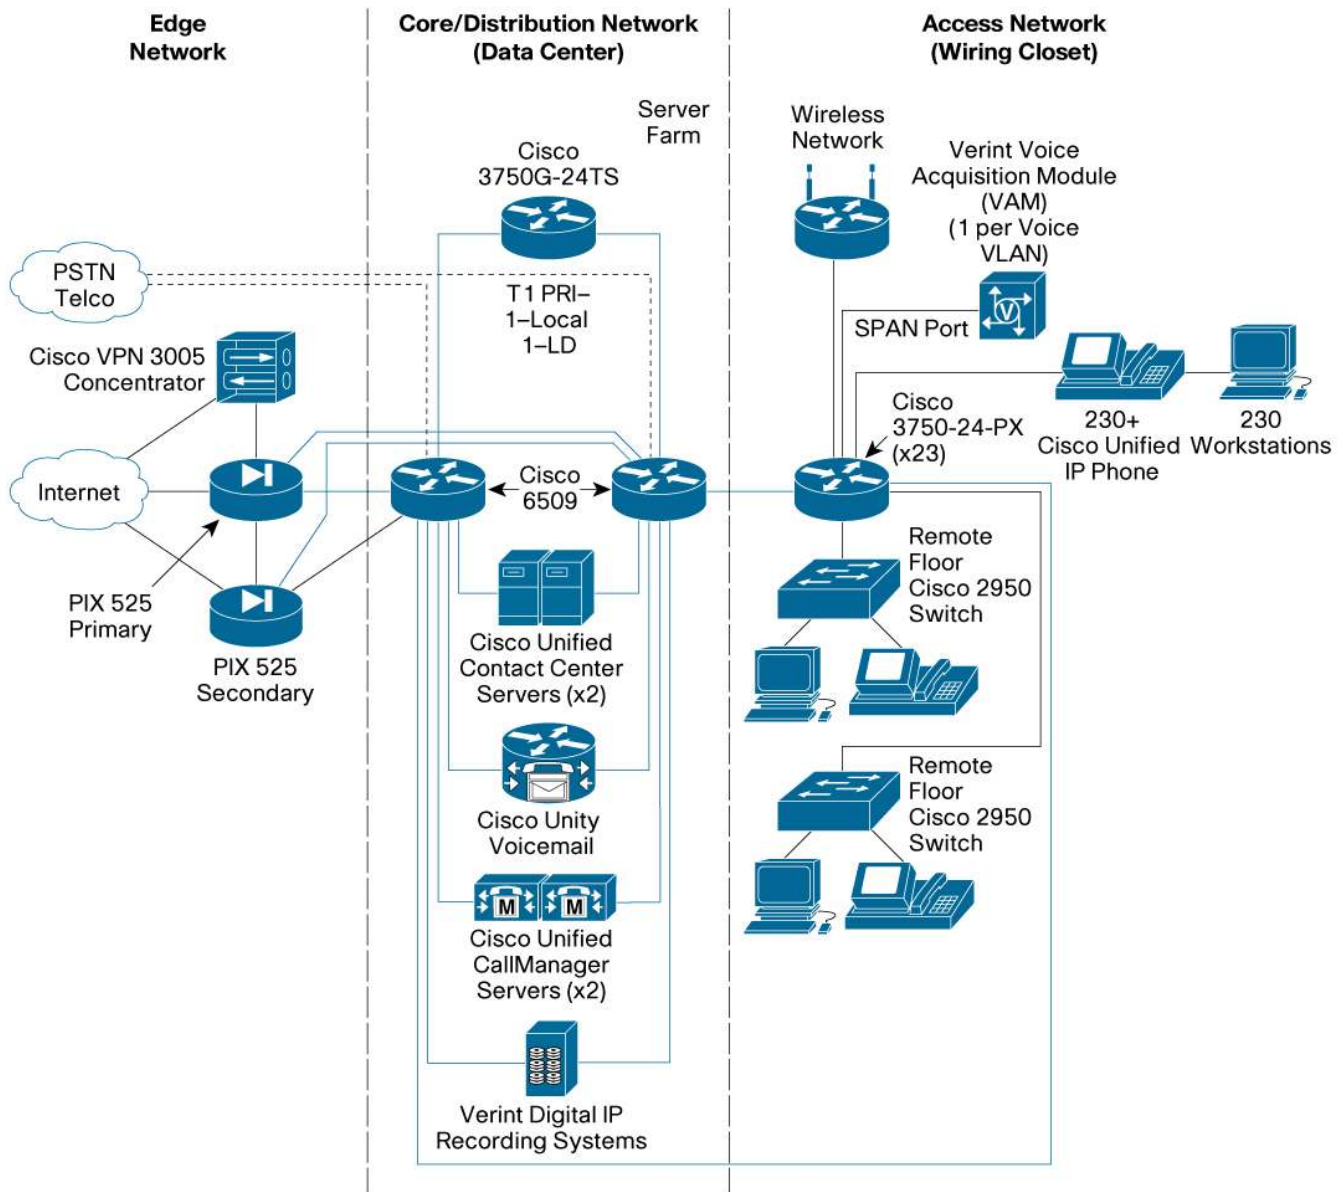 Edge
Network
Core/Distribution Network
(Data Center)
Access Network
(Wiring Closet)
Server
Farm
Cisco
3750G-24TS
PSTN
Telco
T1 PRI–
1–Local
1–LD
Cisco VPN 3005
Concentrator
Internet
PIX 525
Primary
PIX 525
Secondary
Cisco
6509
Cisco Unified
Contact Center
Servers (x2)
Cisco Unity
Voicemail
M
M
Cisco Unified
CallManager
Servers (x2)
Verint Digital IP
Recording Systems
Wireless
Network
Verint Voice
Acquisition Module
(VAM)
(1 per Voice
VLAN)
V
SPAN Port
Cisco
3750-24-PX
(x23)
230+
Cisco Unified
IP Phone
230
Workstations
Remote
Floor
Cisco 2950
Switch
Remote
Floor
Cisco 2950
Switch